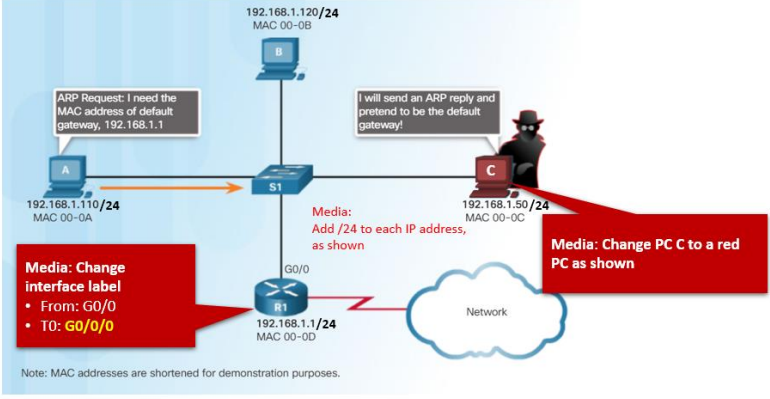 192.168.1.120/24
MAC 00-0B
B
ARP Request: I need the
MAC address of default
gateway, 192.168.1.1
I will send an ARP reply and
pretend to be the default
gateway!
A
S1
C
192.168.1.110/24
MAC 00-0A
192.168.1.50/24
MAC 00-0C
Media:
Add /24 to each IP address,
as shown
Media: Change PC C to a red
PC as shown
Media: Change
interface label
• From: G0/0
• T0: G0/0/0
G0/0
R1
192.168.1.1/24
MAC 00-0D
Network
Note: MAC addresses are shortened for demonstration purposes.